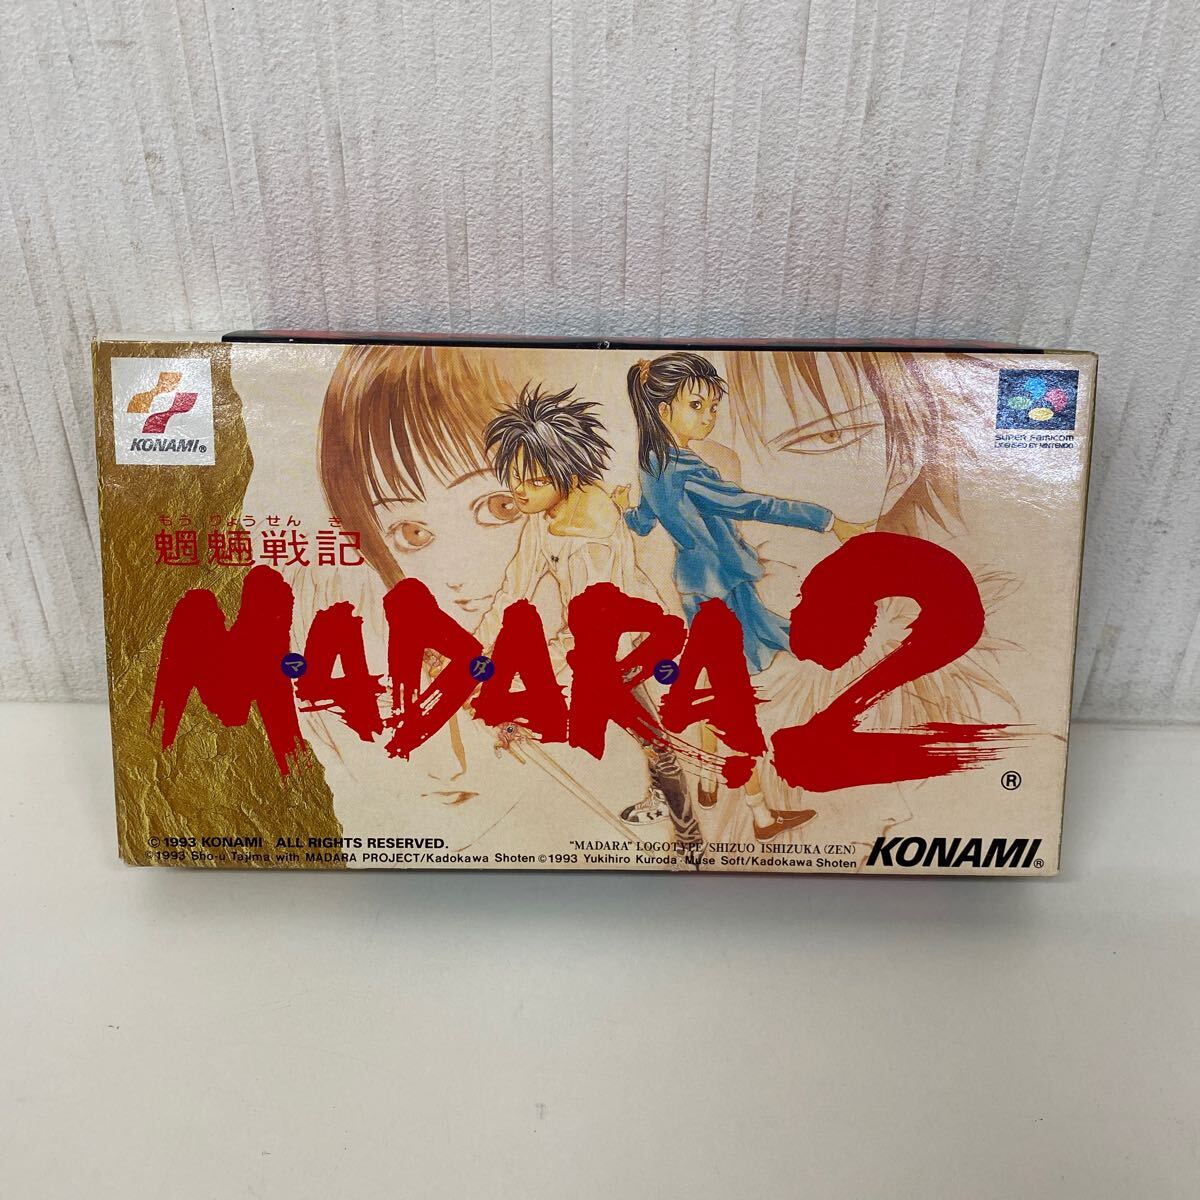 KONAMI®
SUPER FAMICOM
LICENSED BY NINTENDO
もうりょうせんき
魍魎戦記
MADARA2
マダラ
®
© 1993 KONAMI ALL RIGHTS RESERVED.
"MADARA" LOGOTYPE/SHIZUO ISHIZUKA (ZEN)
© 1993 Sho-u Tajima with MADARA PROJECT/Kadokawa Shoten © 1993 Yukihiro Kuroda Muse Soft/Kadokawa Shoten
KONAMI®